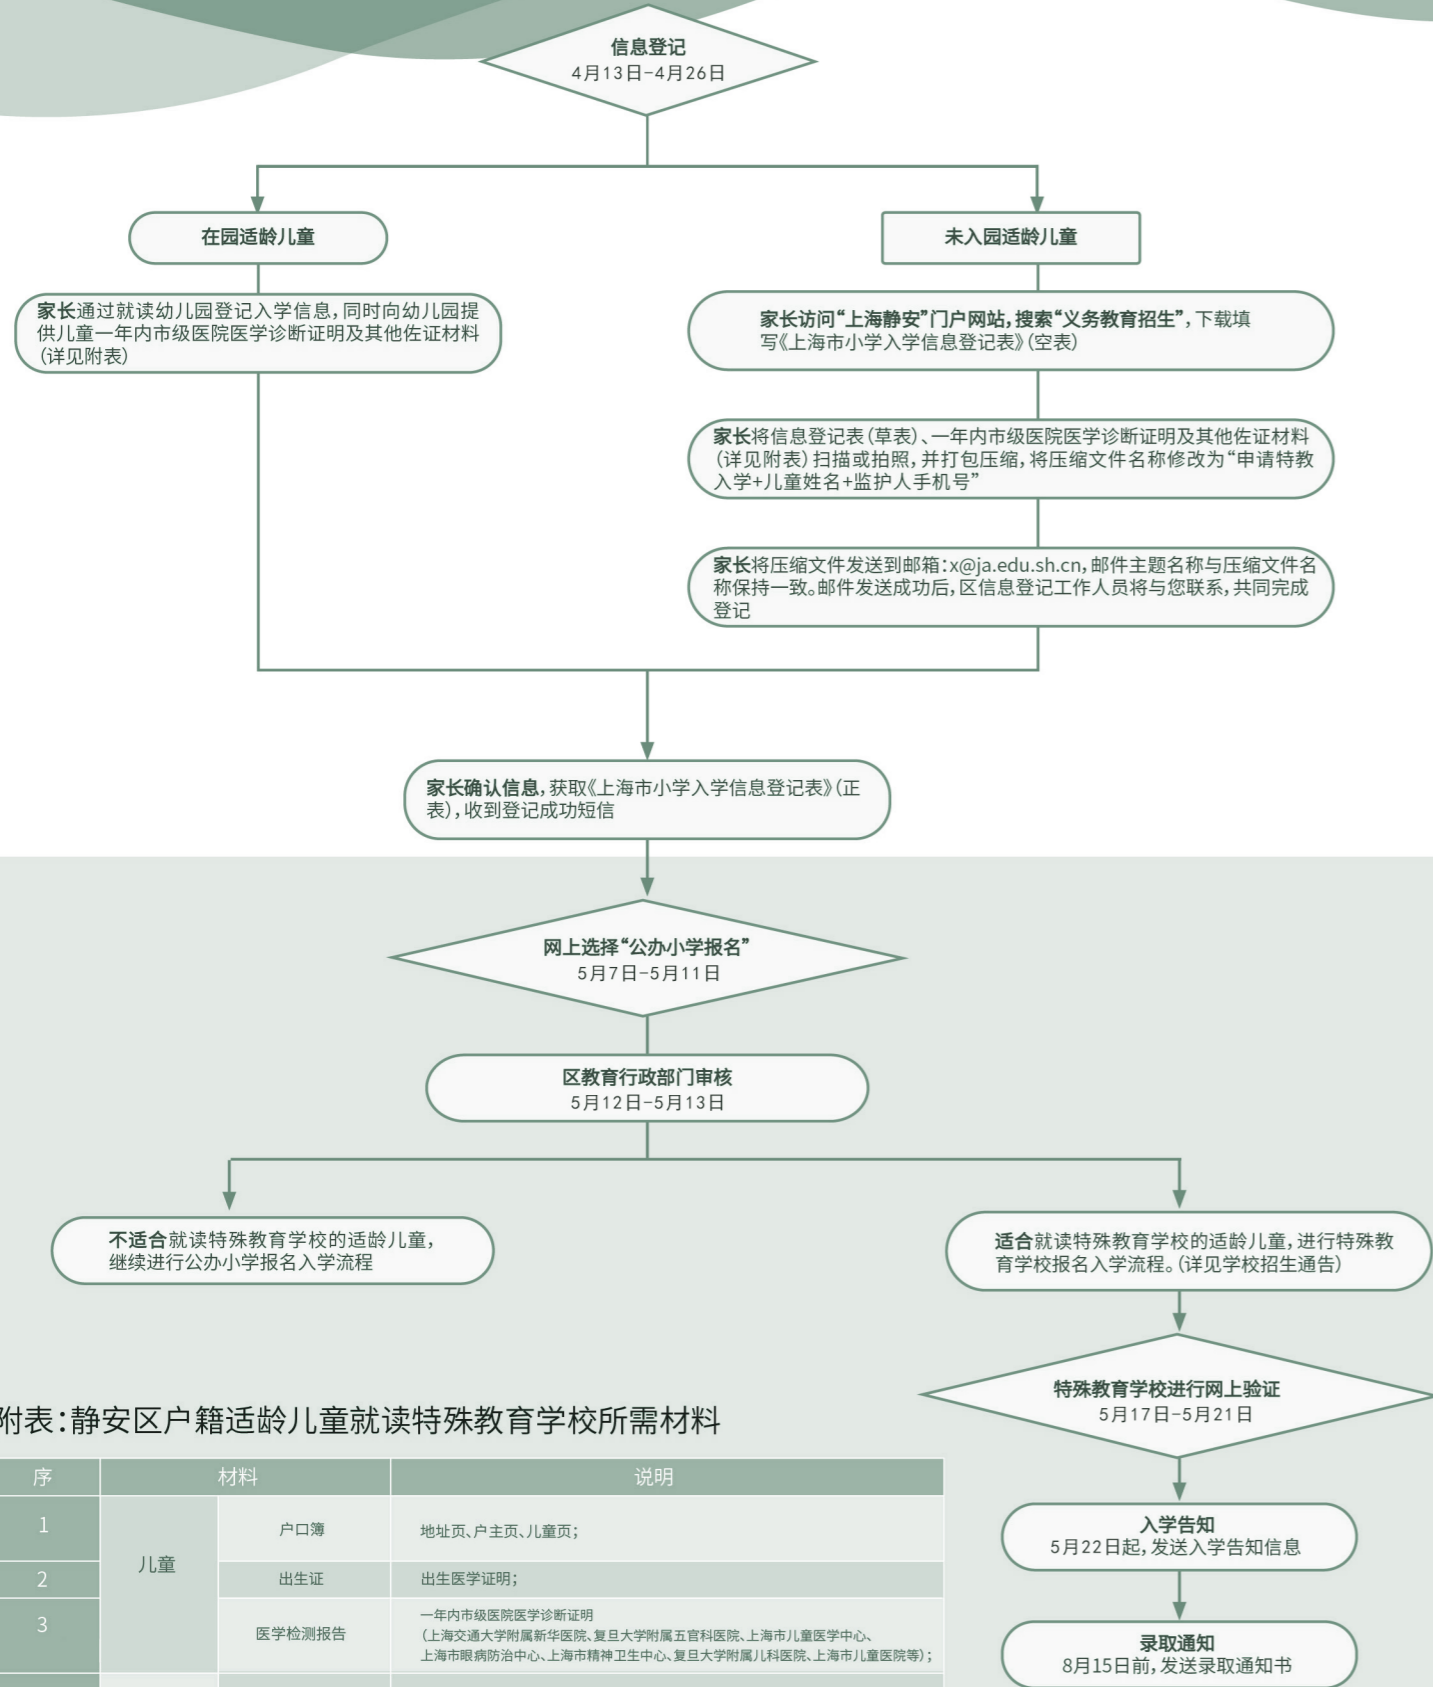 信息登记
4月13日-4月26日
在园适龄儿童
未入园适龄儿童
家长通过就读幼儿园登记入学信息,同时向幼儿园提
供儿童一年内市级医院医学诊断证明及其他佐证材料
(详见附表)
家长访问“上海静安”门户网站,搜索“义务教育招生”,下载填
写《上海市小学入学信息登记表》(空表)
家长将信息登记表(草表)、一年内市级医院医学诊断证明及其他佐证材料
(详见附表)扫描或拍照,并打包压缩,将压缩文件名称修改为“申请特教
入学+儿童姓名+监护人手机号”
家长将压缩文件发送到邮箱:x@ja.edu.sh.cn,邮件主题名称与压缩文件名
称保持一致。邮件发送成功后,区信息登记工作人员将与您联系,共同完成
登记
家长确认信息,获取《上海市小学入学信息登记表》(正
表),收到登记成功短信
网上选择“公办小学报名”
5月7日-5月11日
区教育行政部门审核
5月12日-5月13日
不适合就读特殊教育学校的适龄儿童,
继续进行公办小学报名入学流程
适合就读特殊教育学校的适龄儿童,进行特殊教
育学校报名入学流程。(详见学校招生通告)
特殊教育学校进行网上验证
5月17日-5月21日
入学告知
5月22日起,发送入学告知信息
录取通知
8月15日前,发送录取通知书
附表:静安区户籍适龄儿童就读特殊教育学校所需材料
序 材料 说明
1 儿童 户口簿 地址页、户主页、儿童页;
2 出生证 出生医学证明;
3 医学检测报告 一年内市级医院医学诊断证明
(上海交通大学附属新华医院、复旦大学附属五官科医院、上海市儿童医学中心、
上海市眼病防治中心、上海市精神卫生中心、复旦大学附属儿科医院、上海市儿童医院等);